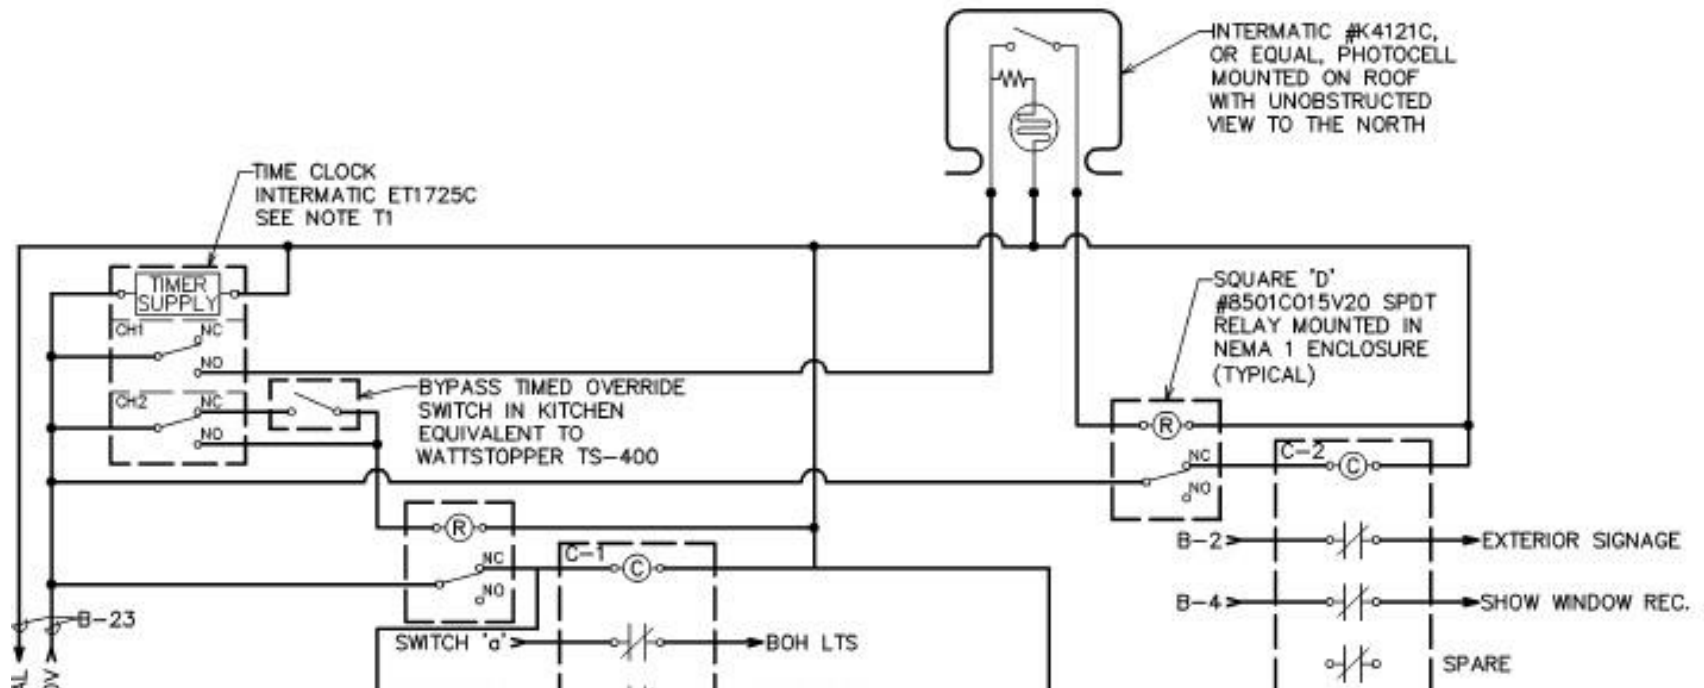 INTERMATIC #K4121C,
OR EQUAL, PHOTOCELL
MOUNTED ON ROOF
WITH UNOBSTRUCTED
VIEW TO THE NORTH
TIME CLOCK
INTERMATIC ET1725C
SEE NOTE T1
TIMER
SUPPLY
CH1
NC
NO
CH2
NC
NO
BYPASS TIMED OVERRIDE
SWITCH IN KITCHEN
EQUIVALENT TO
WATTSTOPPER TS-400
SQUARE 'D'
#8501CO15V20 SPDT
RELAY MOUNTED IN
NEMA 1 ENCLOSURE
(TYPICAL)
R
NC
NO
C-2
C
R
NC
NO
C-1
C
B-2
EXTERIOR SIGNAGE
B-4
SHOW WINDOW REC.
SPARE
B-23
SWITCH 'a'
BOH LTS